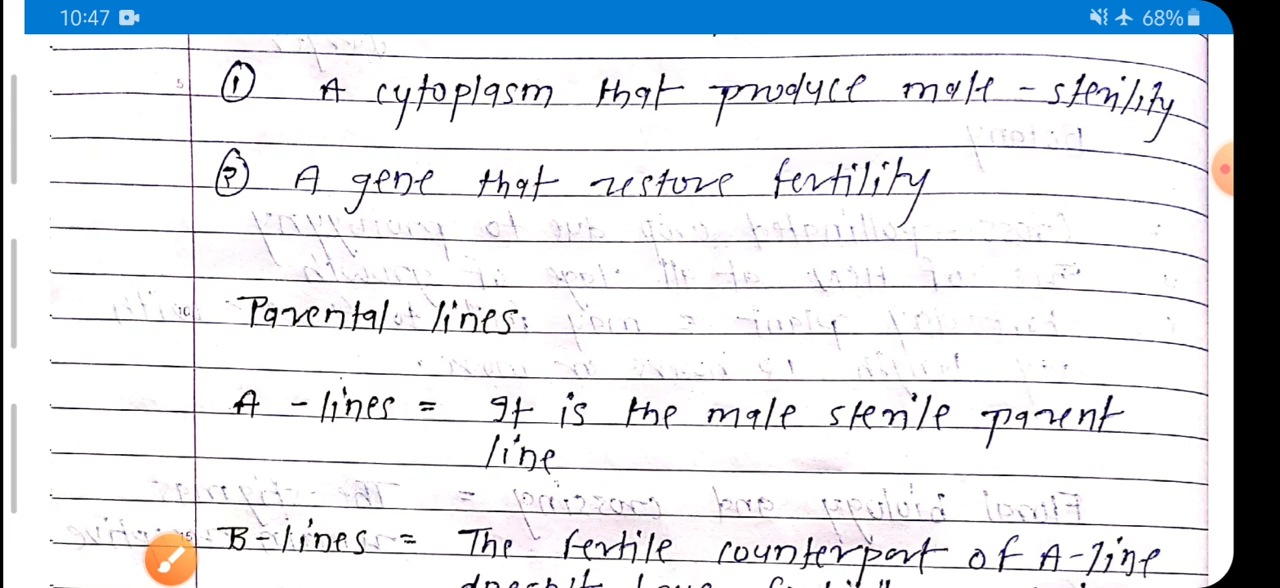 10:47
68%
① A cytoplasm that produce male - sterility
② A gene that restore fertility
Parental lines:
A - lines = It is the male sterile parent
line
B - lines = The fertile counterpart of A-line